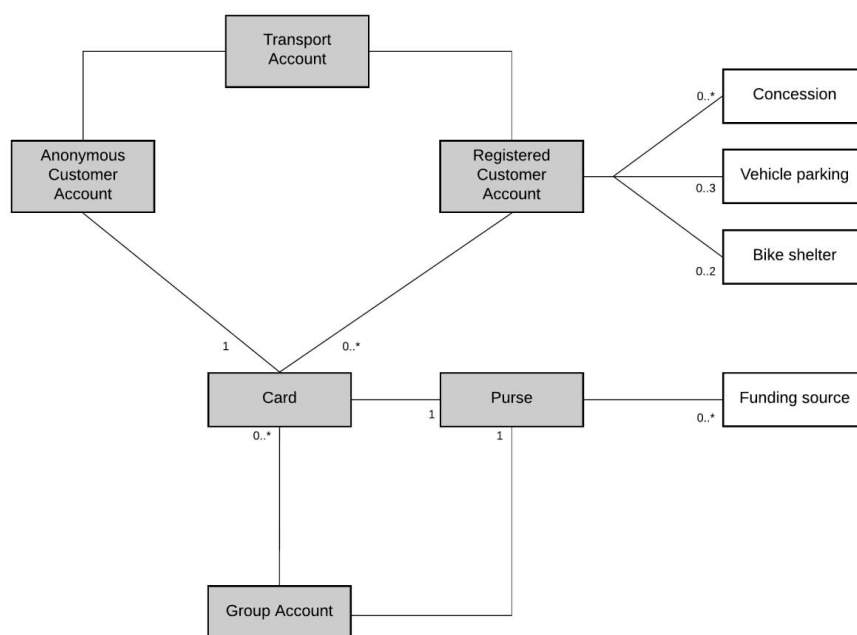 Transport
Account
Anonymous
Customer
Account
Registered
Customer
Account
0..*
Concession
Vehicle parking
0..3
Bike shelter
0..2
1
0..*
Card
Purse
Funding source
1
0..*
0..*
1
Group Account